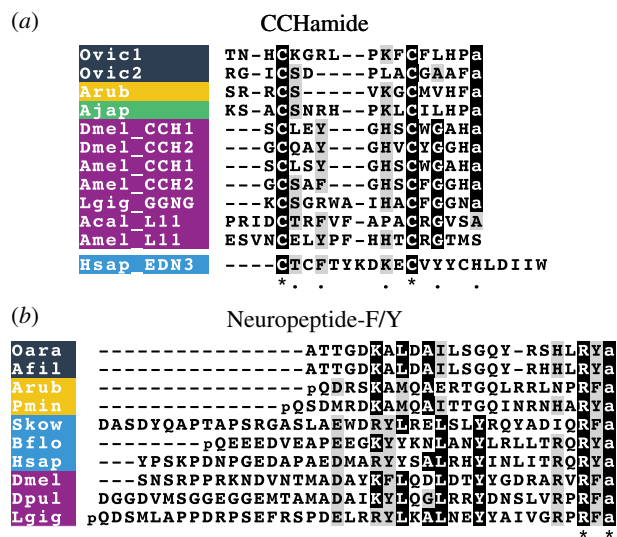 (a) CCHamide
Ovic1 TN-HCKGRL--PKFCFLHPa
Ovic2 RG-ICSD----PLACGAAFa
Arub SR-RCS-----VKGCMVHFa
Ajap KS-ACSNRH--PKLCILHPa
Dmel_CCH1 ---SCLEY----GHSCWGAHa
Dmel_CCH2 ---GCQAY----GHVCYGGHa
Amel_CCH1 ---SCLSY----GHSCWGAHa
Amel_CCH2 ---GCSAF----GHSCFGGHa
Lgig_GGNG ---KCSGRWA-IHACFGGNa
Acal_L11 PRIDCTRFVF-APACRGVSA
Amel_L11 ESVNCELYPF-HHTCRGTMS
Hsap_EDN3 ----CTCFTYKDKECVYYCHLDIIW
*. . . * . .
(b) Neuropeptide-F/Y
Oara ----------------ATTGDKALDAILSGQY-RSHLRYa
Afil ----------------ATTGDKALDAILSGQY-RHHLRYa
Arub ----------------pQDRSKAMQAERTGQLRRLNPRFa
Pmin --------------pQSDMRDKAMQAITTGQINRNHARYa
Skow DASDYQAPTAPSRGASLAEWDRYLRELSLYRQYADIQRFa
Bflo --------pQEEEDVEAPEEGKYYKNLANYLRLLTRQRYa
Hsap ---YPSKPDNPGEDAPAEDMARYYSALRHYINLITRQRYa
Dmel ---SNSRPPRKNDVNTMADAYKFLQDLDTYYGDRARVRFa
Dpul DGGDVMSGGEGGEMTAMADAIKYLQGLRYDNSLVRPRFa
Lgig pQDSMLAPPDRPSEFRSPDELRRYLKALNEYYAIVGRPRFa
* *